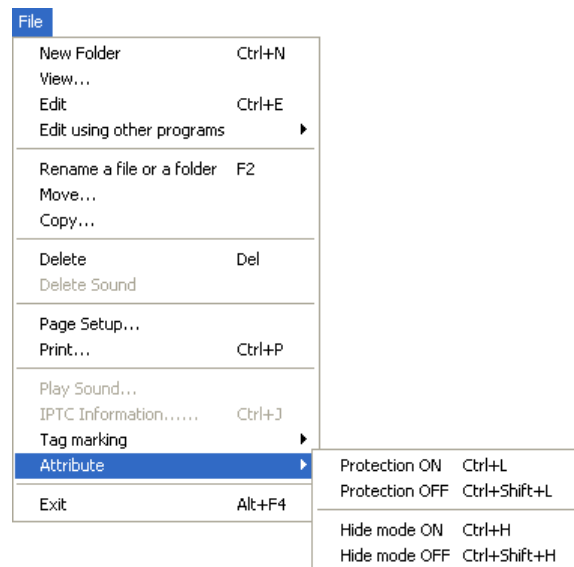 File
New Folder Ctrl+N
View...
Edit Ctrl+E
Edit using other programs
Rename a file or a folder F2
Move...
Copy...
Delete Del
Delete Sound
Page Setup...
Print... Ctrl+P
Play Sound...
IPTC Information...... Ctrl+J
Tag marking
Attribute
Exit Alt+F4
Protection ON Ctrl+L
Protection OFF Ctrl+Shift+L
Hide mode ON Ctrl+H
Hide mode OFF Ctrl+Shift+H